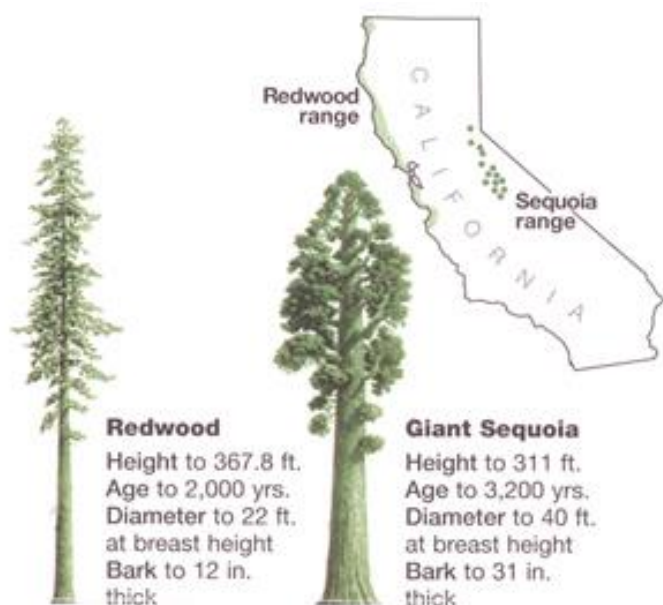 CALIFORNIA
Redwood
range
Sequoia
range
Redwood
Height to 367.8 ft.
Age to 2,000 yrs.
Diameter to 22 ft.
at breast height
Bark to 12 in.
thick
Giant Sequoia
Height to 311 ft.
Age to 3,200 yrs.
Diameter to 40 ft.
at breast height
Bark to 31 in.
thick